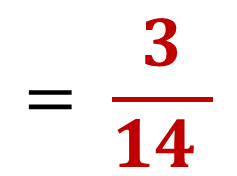 = 3/14